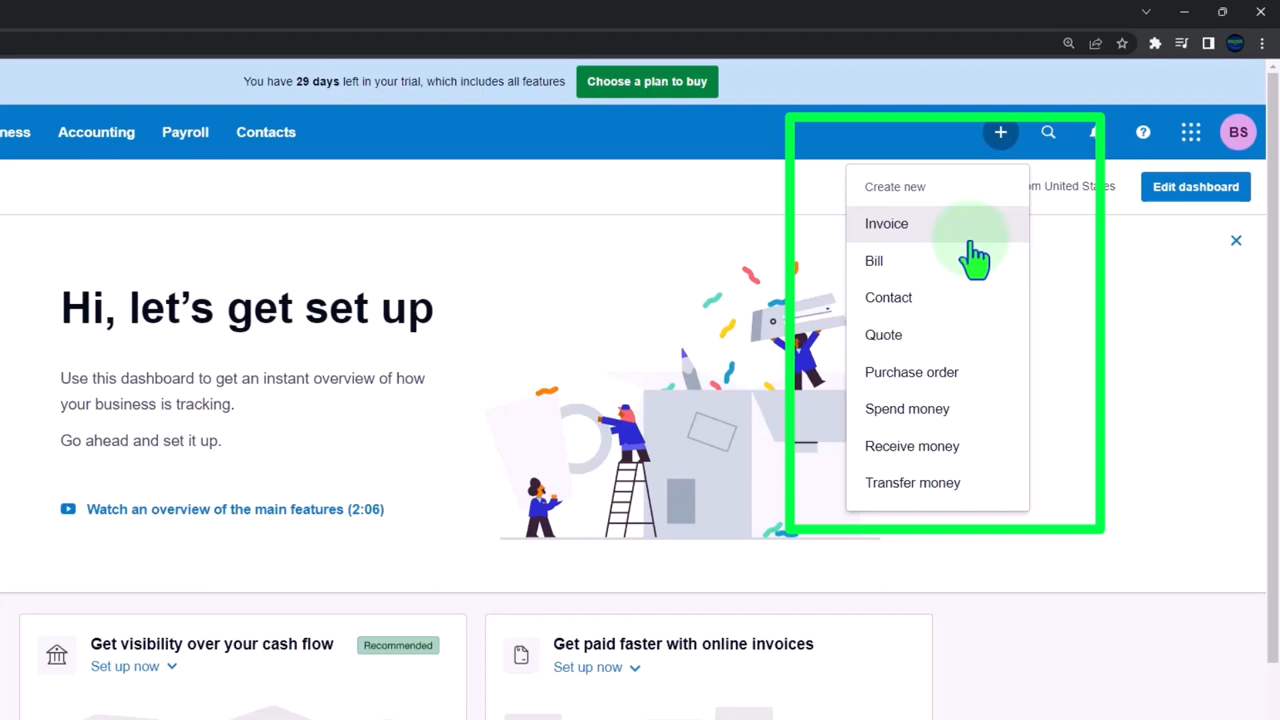 You have 29 days left in your trial, which includes all features
Choose a plan to buy
ness
Accounting
Payroll
Contacts
BS
Create new
om United States
Edit dashboard
Invoice
Bill
Contact
Quote
Purchase order
Spend money
Receive money
Transfer money
Hi, let’s get set up
Use this dashboard to get an instant overview of how
your business is tracking.
Go ahead and set it up.
Watch an overview of the main features (2:06)
Get visibility over your cash flow
Recommended
Set up now
Get paid faster with online invoices
Set up now